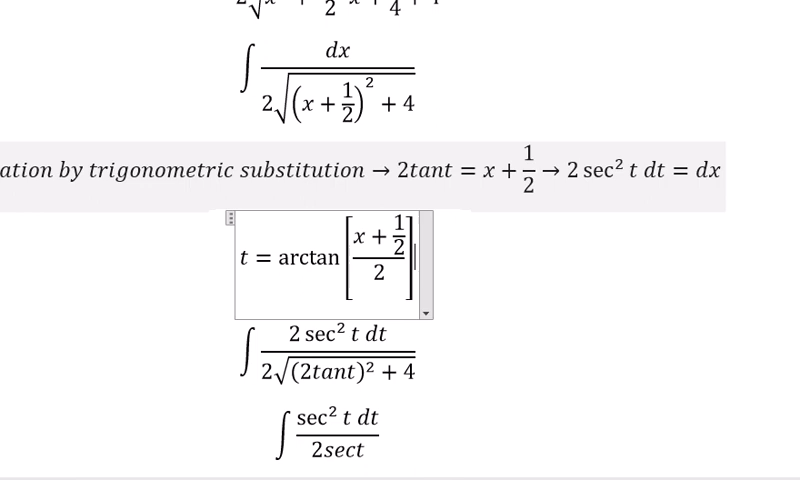 ∫ dx / 2√((x + 1/2)² + 4)
ation by trigonometric substitution → 2tant = x + 1/2 → 2 sec² t dt = dx
t = arctan [(x + 1/2) / 2]
∫ 2 sec² t dt / 2√((2tant)² + 4)
∫ sec² t dt / 2sect